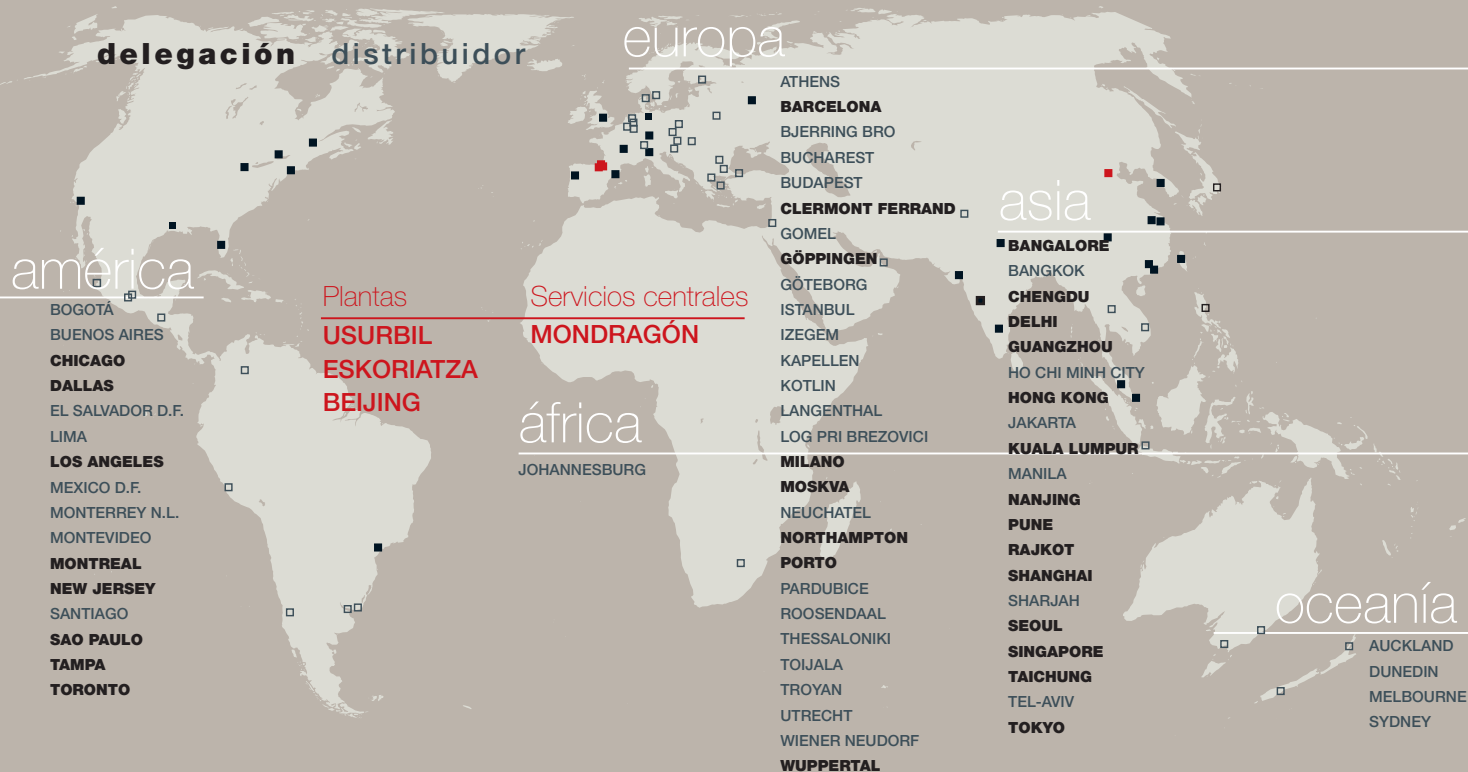 delegación distribuidor
europa
ATHENS
BARCELONA
BJERRING BRO
BUCHAREST
BUDAPEST
CLERMONT FERRAND
GOMEL
GÖPPINGEN
GÖTEBORG
ISTANBUL
IZEGEM
KAPELLEN
KOTLIN
LANGENTHAL
LOG PRI BREZOVICI
MILANO
MOSKVA
NEUCHATEL
NORTHAMPTON
PORTO
PARDUBICE
ROOSENDAAL
THESSALONIKI
TOIJALA
TROYAN
UTRECHT
WIENER NEUDORF
WUPPERTAL
asia
BANGALORE
BANGKOK
CHENGDU
DELHI
GUANGZHOU
HO CHI MINH CITY
HONG KONG
JAKARTA
KUALA LUMPUR
MANILA
NANJING
PUNE
RAJKOT
SHANGHAI
SHARJAH
SEOUL
SINGAPORE
TAICHUNG
TEL-AVIV
TOKYO
américa
BOGOTÁ
BUENOS AIRES
CHICAGO
DALLAS
EL SALVADOR D.F.
LIMA
LOS ANGELES
MEXICO D.F.
MONTERREY N.L.
MONTEVIDEO
MONTREAL
NEW JERSEY
SANTIAGO
SAO PAULO
TAMPA
TORONTO
Plantas
USURBIL
ESKORIATZA
BEIJING
Servicios centrales
MONDRAGÓN
áfrica
JOHANNESBURG
oceanía
AUCKLAND
DUNEDIN
MELBOURNE
SYDNEY